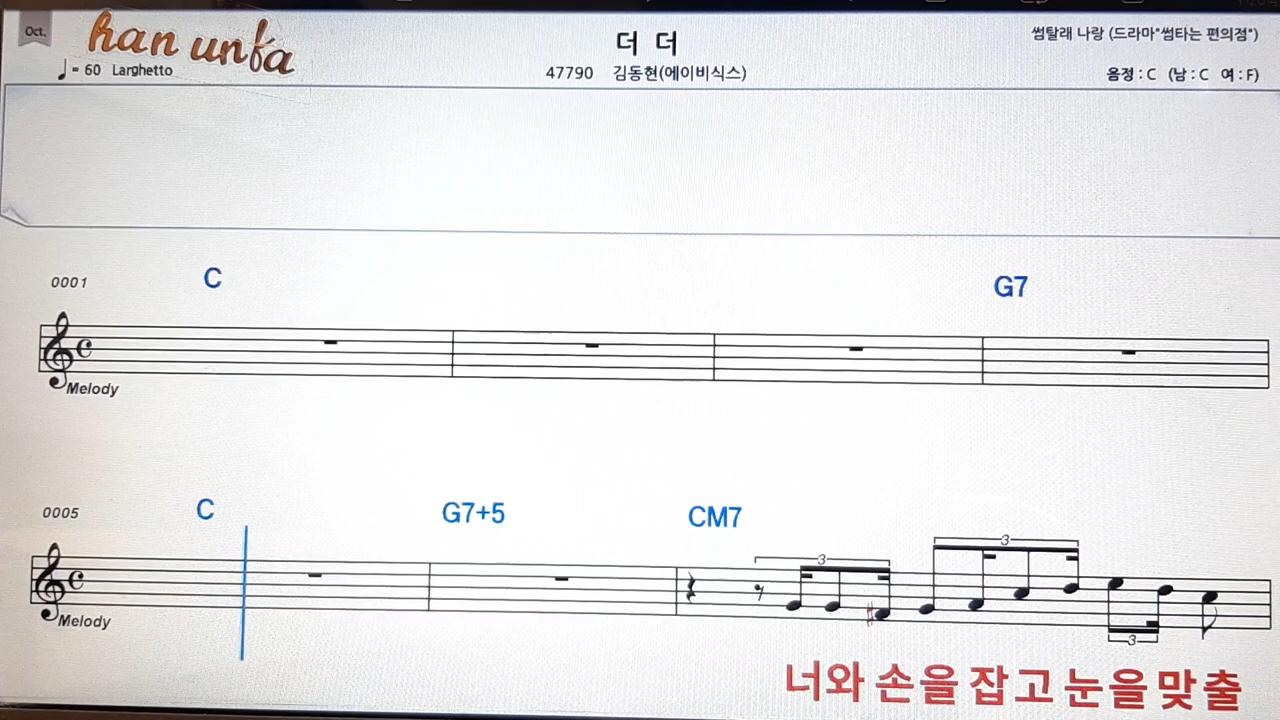 Oct.
han unfa
더 더
썸탈래 나랑 (드라마"썸타는 편의점")
♩= 60 Larghetto
47790 김동현(에이비식스)
음정 : C (남 : C 여 : F)
0001 C G7
Melody
0005 C G7+5 CM7
3 3
3
Melody
너와 손을 잡고 눈을 맞출